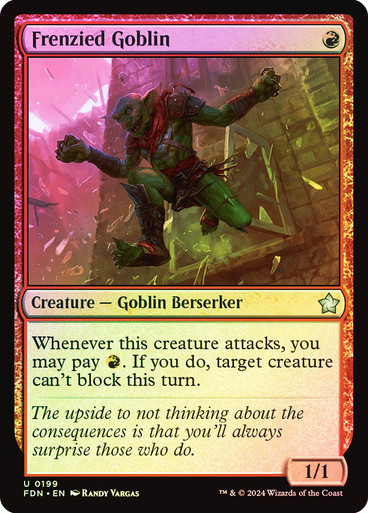 Frenzied Goblin
Creature — Goblin Berserker
Whenever this creature attacks, you
may pay . If you do, target creature
can't block this turn.
The upside to not thinking about the
consequences is that you'll always
surprise those who do.
1/1
U 0199
FDN • EN Randy Vargas
™ & © 2024 Wizards of the Coast